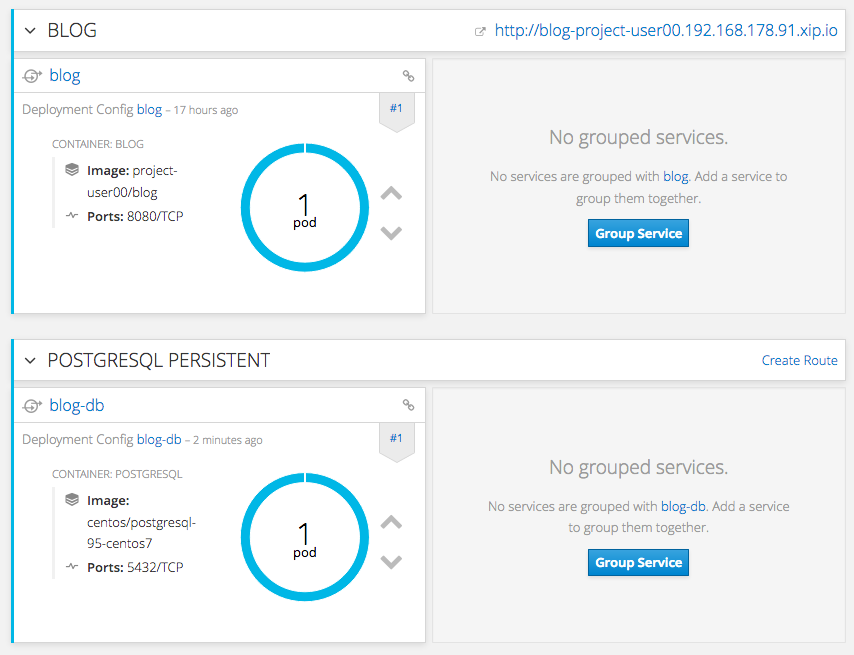 BLOG
http://blog-project-user00.192.168.178.91.xip.io
blog
Deployment Config blog – 17 hours ago
#1
CONTAINER: BLOG
Image: project-
user00/blog
Ports: 8080/TCP
1
pod
No grouped services.
No services are grouped with blog. Add a service to
group them together.
Group Service
POSTGRESQL PERSISTENT
Create Route
blog-db
Deployment Config blog-db – 2 minutes ago
#1
CONTAINER: POSTGRESQL
Image:
centos/postgresql-
95-centos7
Ports: 5432/TCP
1
pod
No grouped services.
No services are grouped with blog-db. Add a service
to group them together.
Group Service